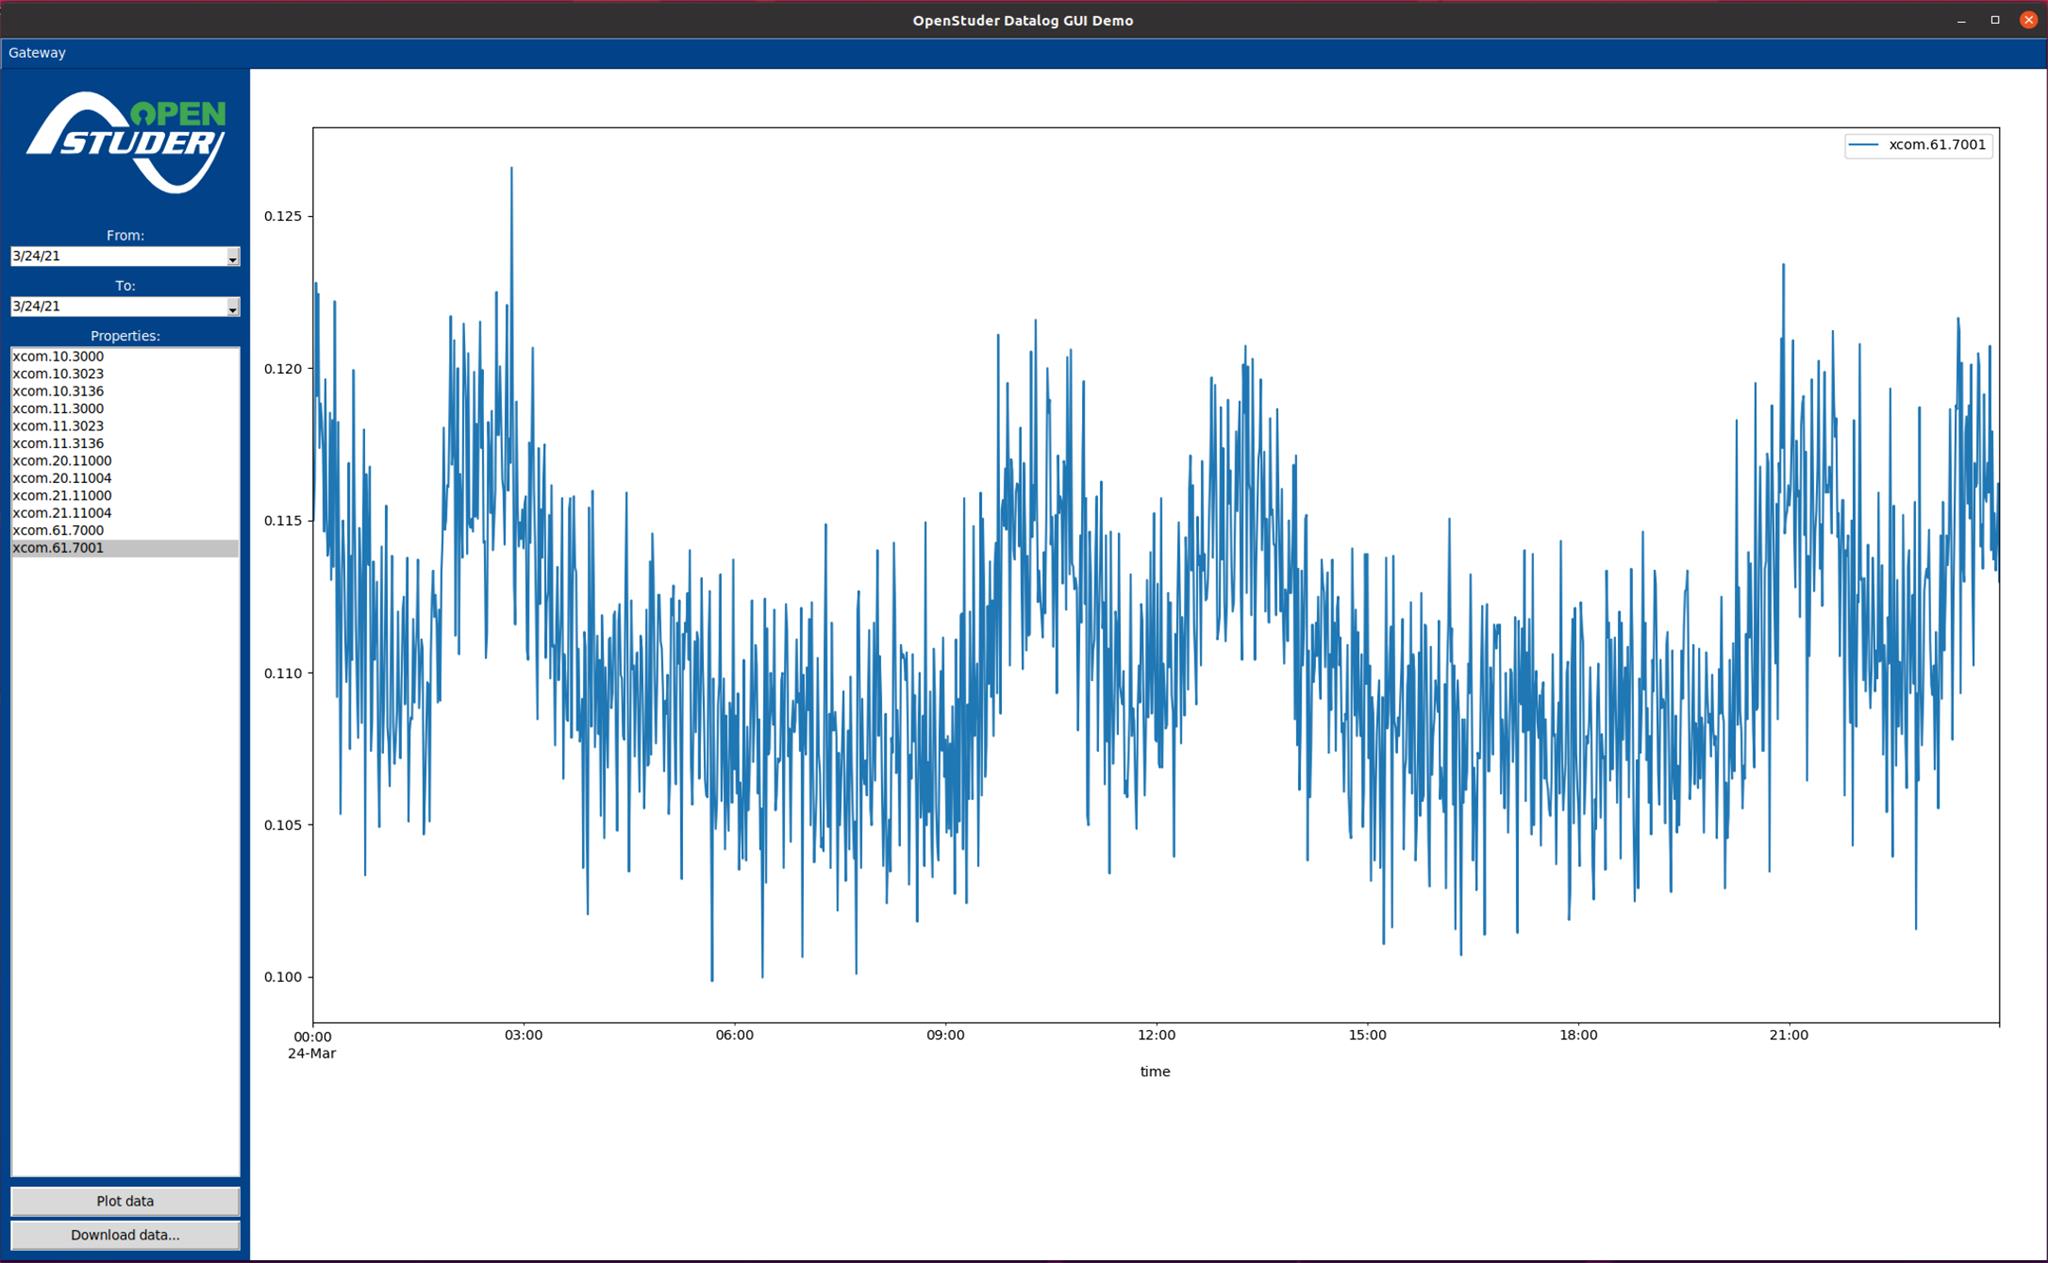 OpenStuder Datalog GUI Demo
Gateway
OPEN
STUDER
From:
3/24/21
To:
3/24/21
Properties:
xcom.10.3000
xcom.10.3023
xcom.10.3136
xcom.11.3000
xcom.11.3023
xcom.11.3136
xcom.20.11000
xcom.20.11004
xcom.21.11000
xcom.21.11004
xcom.61.7000
xcom.61.7001
Plot data
Download data...
xcom.61.7001
0.125
0.120
0.115
0.110
0.105
0.100
00:00 03:00 06:00 09:00 12:00 15:00 18:00 21:00
24-Mar
time